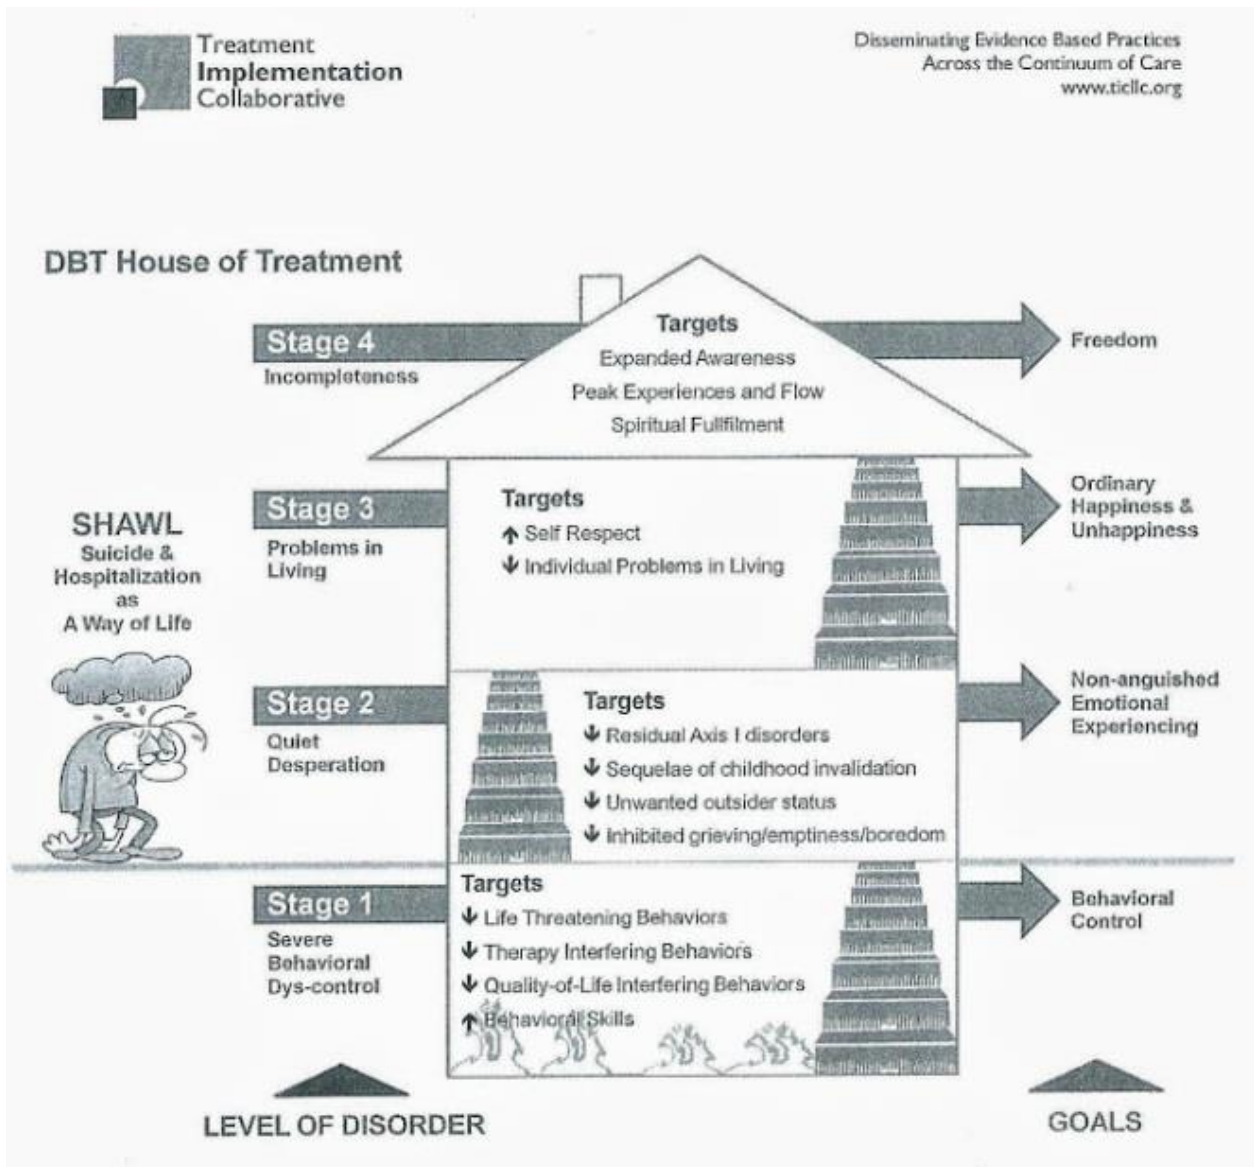 Treatment
Implementation
Collaborative
Disseminating Evidence Based Practices
Across the Continuum of Care
www.ticllc.org
DBT House of Treatment
Stage 4
Incompleteness
Targets
Expanded Awareness
Peak Experiences and Flow
Spiritual Fullfilment
Freedom
SHAWL
Suicide &
Hospitalization
as
A Way of Life
Stage 3
Problems in
Living
Targets
↑ Self Respect
↓ Individual Problems in Living
Ordinary
Happiness &
Unhappiness
Stage 2
Quiet
Desperation
Targets
↓ Residual Axis I disorders
↓ Sequelae of childhood invalidation
↓ Unwanted outsider status
↓ Inhibited grieving/emptiness/boredom
Non-anguished
Emotional
Experiencing
Stage 1
Severe
Behavioral
Dys-control
Targets
↓ Life Threatening Behaviors
↓ Therapy Interfering Behaviors
↓ Quality-of-Life Interfering Behaviors
↑ Behavioral Skills
Behavioral
Control
LEVEL OF DISORDER
GOALS